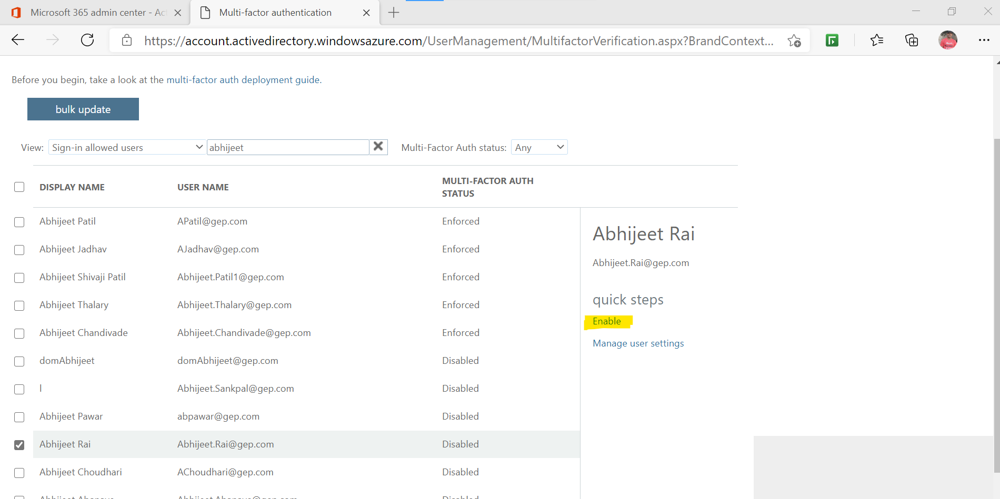 Microsoft 365 admin center - Act
Multi-factor authentication
https://account.activedirectory.windowsazure.com/UserManagement/MultifactorVerification.aspx?BrandContext...
Before you begin, take a look at the multi-factor auth deployment guide.
bulk update
View: Sign-in allowed users abhijeet Multi-Factor Auth status: Any
DISPLAY NAME USER NAME MULTI-FACTOR AUTH
STATUS
Abhijeet Patil APatil@gep.com Enforced
Abhijeet Jadhav AJadhav@gep.com Enforced
Abhijeet Shivaji Patil Abhijeet.Patil1@gep.com Enforced
Abhijeet Thalary Abhijeet.Thalary@gep.com Enforced
Abhijeet Chandivade Abhijeet.Chandivade@gep.com Enforced
domAbhijeet domAbhijeet@gep.com Disabled
l Abhijeet.Sankpal@gep.com Disabled
Abhijeet Pawar abpawar@gep.com Disabled
Abhijeet Rai Abhijeet.Rai@gep.com Disabled
Abhijeet Choudhari AChoudhari@gep.com Disabled
Abhijeet Rai
Abhijeet.Rai@gep.com
quick steps
Enable
Manage user settings